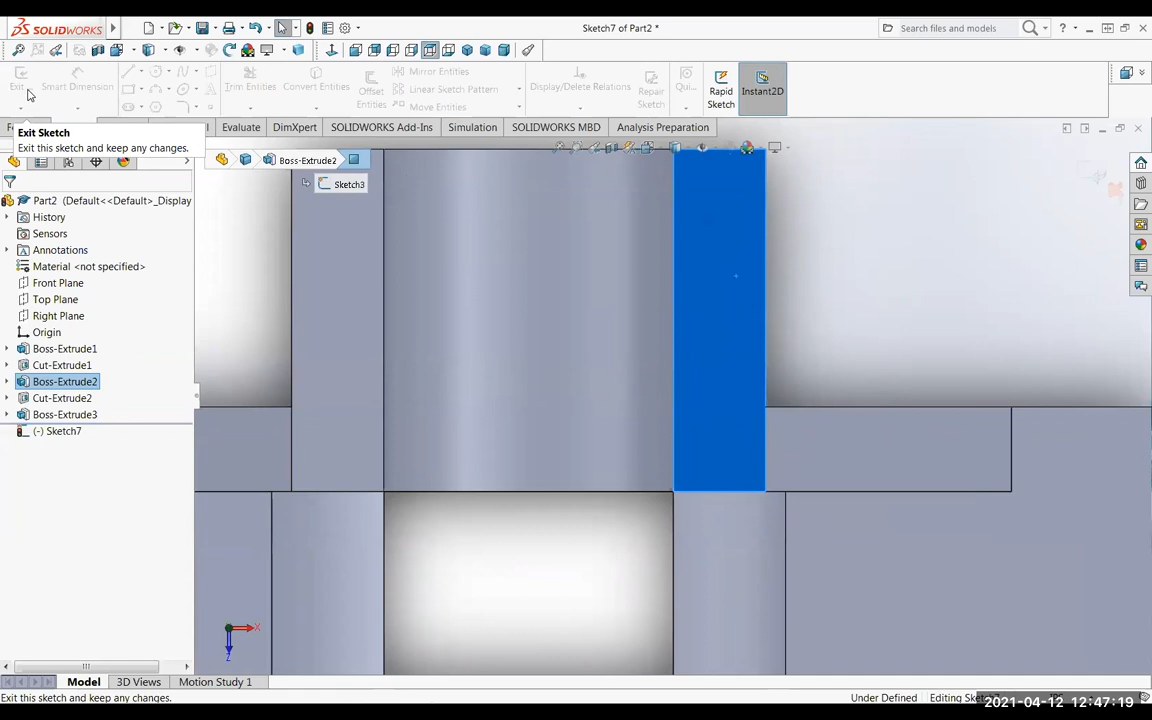 SOLIDWORKS
Sketch7 of Part2 *
Search files and models
Exit
Smart Dimension
Trim Entities
Convert Entities
Offset
Entities
Mirror Entities
Linear Sketch Pattern
Move Entities
Display/Delete Relations
Repair
Sketch
Qui...
Rapid
Sketch
Instant2D
Exit Sketch
Exit this sketch and keep any changes.
Evaluate
DimXpert
SOLIDWORKS Add-Ins
Simulation
SOLIDWORKS MBD
Analysis Preparation
Boss-Extrude2
Sketch3
Part2 (Default<<Default>_Display
History
Sensors
Annotations
Material <not specified>
Front Plane
Top Plane
Right Plane
Origin
Boss-Extrude1
Cut-Extrude1
Boss-Extrude2
Cut-Extrude2
Boss-Extrude3
(-) Sketch7
X
Z
Model
3D Views
Motion Study 1
Exit this sketch and keep any changes.
Under Defined
Editing Sketch7
2021-04-12 12:47:19